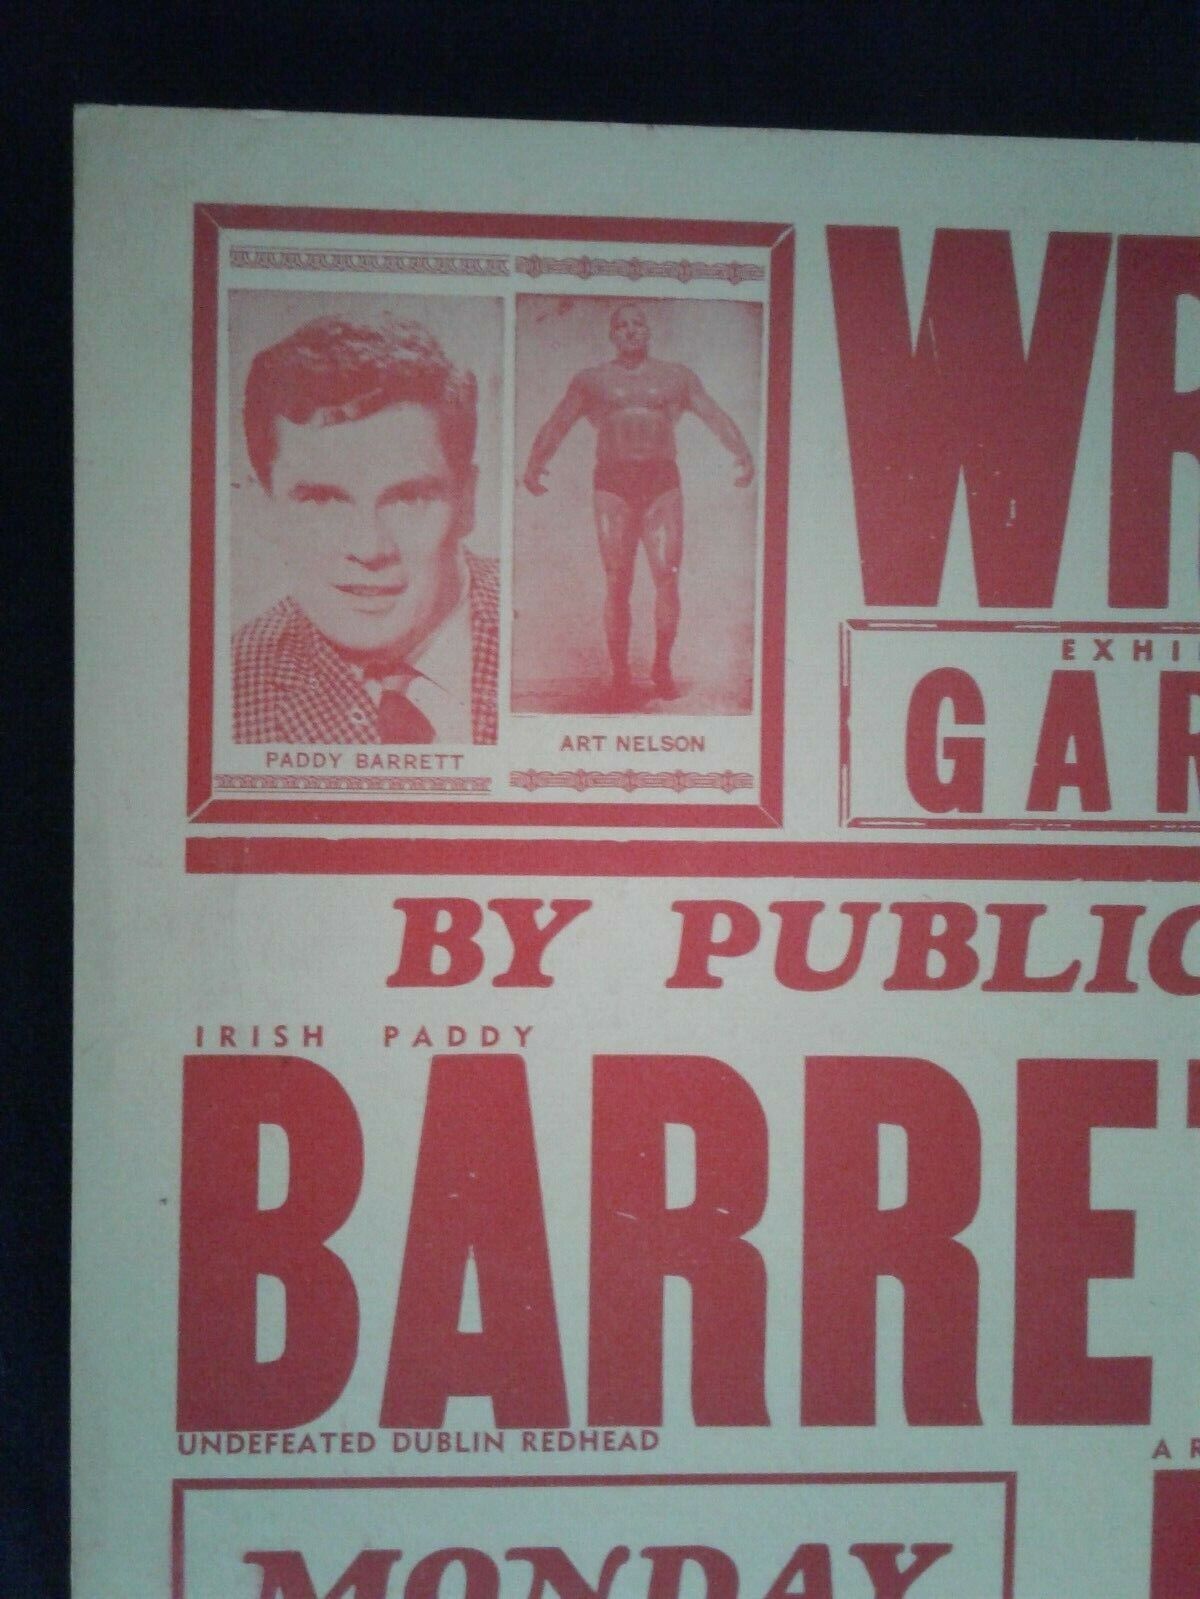 WR
PADDY BARRETT
ART NELSON
EXHI
GAR
BY PUBLIC
IRISH PADDY
BARRE
UNDEFEATED DUBLIN REDHEAD
A R
MONDAY